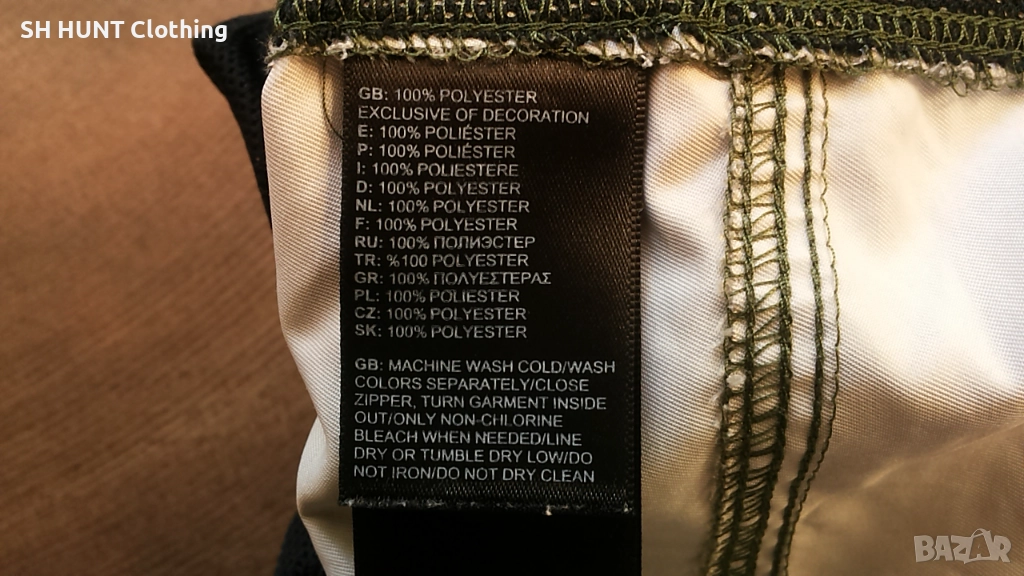 SH HUNT Clothing
GB: 100% POLYESTER
EXCLUSIVE OF DECORATION
E: 100% POLIÉSTER
P: 100% POLIÉSTER
I: 100% POLIESTERE
D: 100% POLYESTER
NL: 100% POLYESTER
F: 100% POLYESTER
RU: 100% ПОЛИЭСТЕР
TR: %100 POLYESTER
GR: 100% ΠΟΛΥΕΣΤΕΡΑΣ
PL: 100% POLIESTER
CZ: 100% POLYESTER
SK: 100% POLYESTER
GB: MACHINE WASH COLD/WASH
COLORS SEPARATELY/CLOSE
ZIPPER, TURN GARMENT INSIDE
OUT/ONLY NON-CHLORINE
BLEACH WHEN NEEDED/LINE
DRY OR TUMBLE DRY LOW/DO
NOT IRON/DO NOT DRY CLEAN
BAZAR